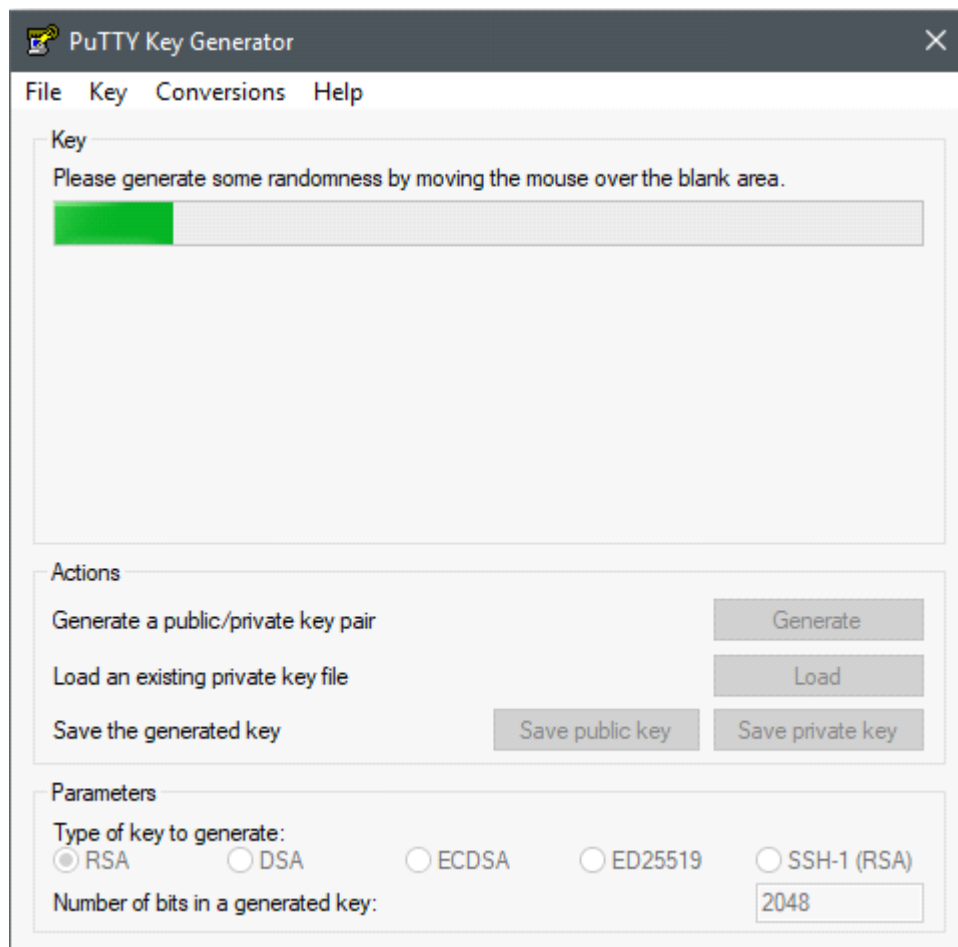 PuTTY Key Generator
File Key Conversions Help
Key
Please generate some randomness by moving the mouse over the blank area.
Actions
Generate a public/private key pair Generate
Load an existing private key file Load
Save the generated key Save public key Save private key
Parameters
Type of key to generate:
RSA DSA ECDSA ED25519 SSH-1 (RSA)
Number of bits in a generated key: 2048